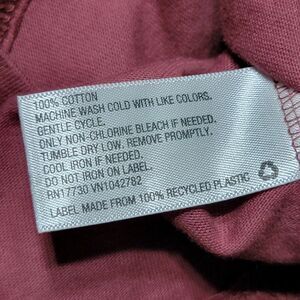 100% COTTON
MACHINE WASH COLD WITH LIKE COLORS.
GENTLE CYCLE.
ONLY NON-CHLORINE BLEACH IF NEEDED.
TUMBLE DRY LOW. REMOVE PROMPTLY.
COOL IRON IF NEEDED.
DO NOT IRON ON LABEL.
RN17730 VN1042782
LABEL MADE FROM 100% RECYCLED PLASTIC